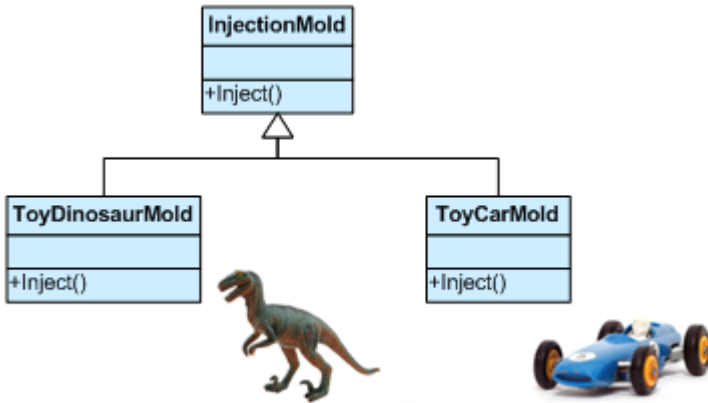 InjectionMold
+Inject()
ToyDinosaurMold
+Inject()
ToyCarMold
+Inject()